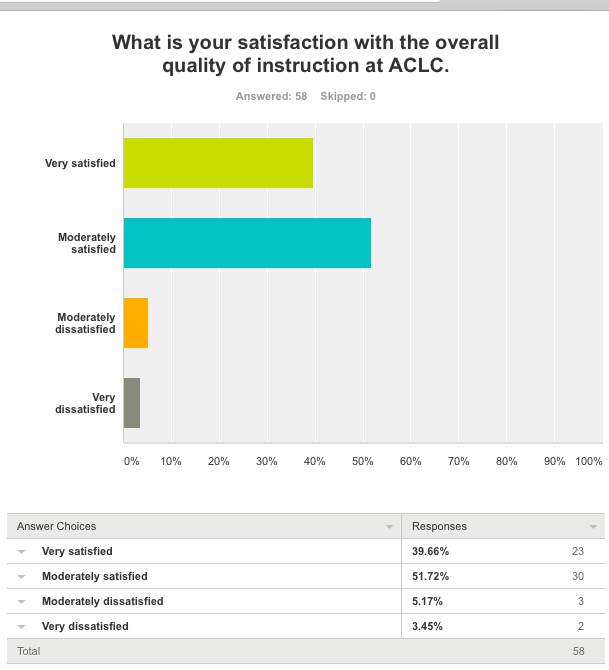 What is your satisfaction with the overall
quality of instruction at ACLC.
Answered: 58 Skipped: 0
Very satisfied
Moderately
satisfied
Moderately
dissatisfied
Very
dissatisfied
0% 10% 20% 30% 40% 50% 60% 70% 80% 90% 100%
Answer Choices Responses
Very satisfied 39.66% 23
Moderately satisfied 51.72% 30
Moderately dissatisfied 5.17% 3
Very dissatisfied 3.45% 2
Total 58